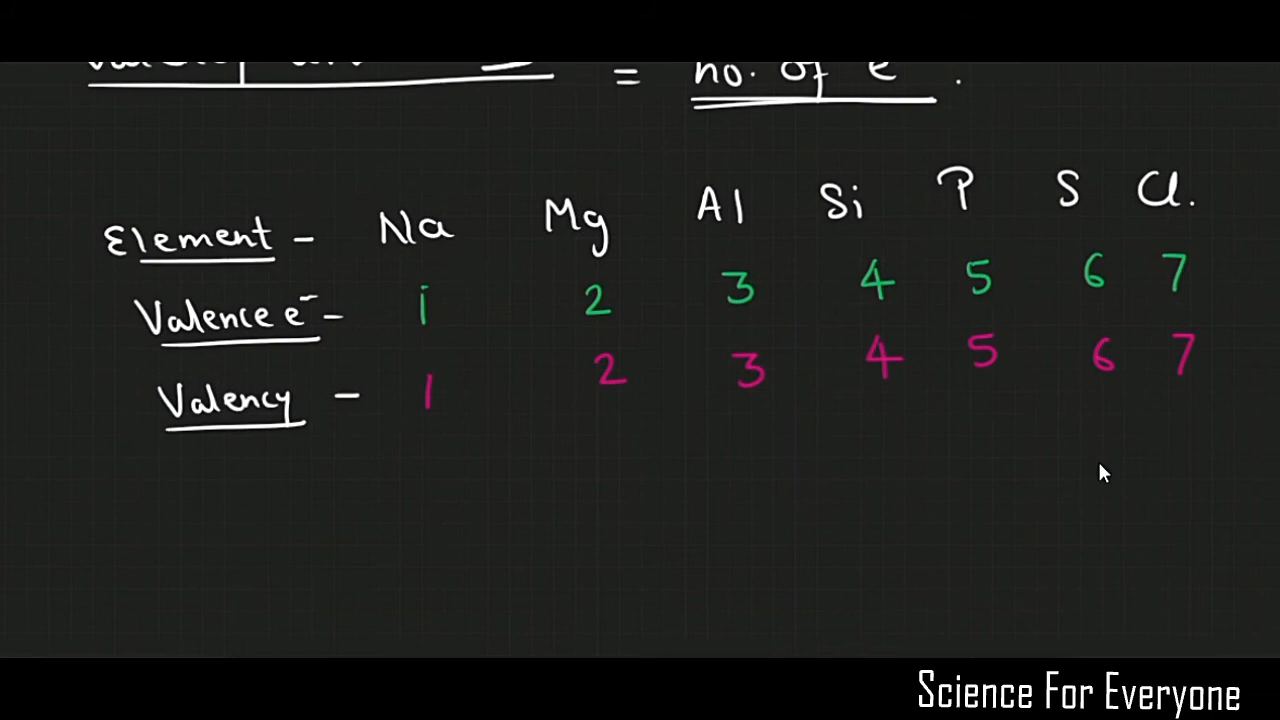 = no. of e .
Element - Na Mg Al Si P S Cl.
Valence e⁻ - 1 2 3 4 5 6 7
Valency - 1 2 3 4 5 6 7
Science For Everyone